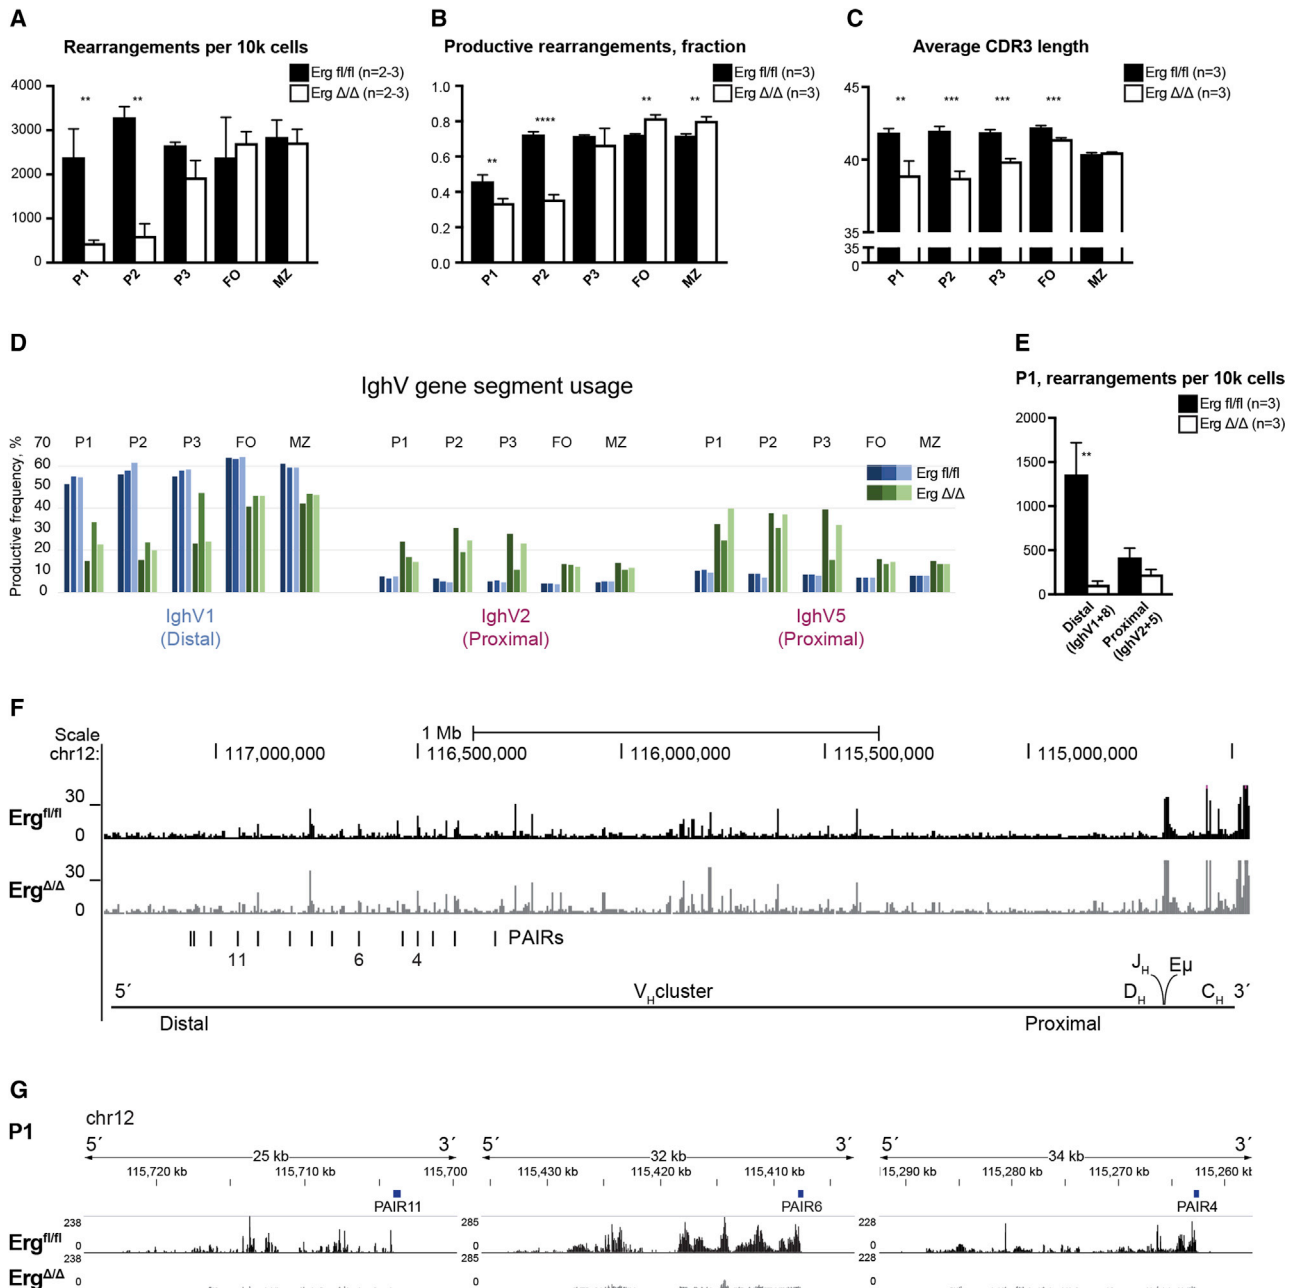 A
Rearrangements per 10k cells
Erg fl/fl (n=2-3)
Erg Δ/Δ (n=2-3)
4000
3000
2000
1000
0
** **
P1 P2 P3 FO MZ
B
Productive rearrangements, fraction
Erg fl/fl (n=3)
Erg Δ/Δ (n=3)
1.0
0.8
0.6
0.4
0.2
0.0
** **** ** **
P1 P2 P3 FO MZ
C
Average CDR3 length
Erg fl/fl (n=3)
Erg Δ/Δ (n=3)
45
40
35
35
0
** *** *** ***
P1 P2 P3 FO MZ
D
IghV gene segment usage
Productive frequency, %
70
60
50
40
30
20
10
0
P1 P2 P3 FO MZ P1 P2 P3 FO MZ P1 P2 P3 FO MZ
Erg fl/fl
Erg Δ/Δ
IghV1 IghV2 IghV5
(Distal) (Proximal) (Proximal)
E
P1, rearrangements per 10k cells
Erg fl/fl (n=3)
Erg Δ/Δ (n=3)
2000
1500
1000
500
0
**
Distal
(IghV1+8)
Proximal
(IghV2+5)
F
Scale 1 Mb
chr12: 117,000,000 116,500,000 116,000,000 115,500,000 115,000,000
Erg fl/fl
30
0
Erg Δ/Δ
30
0
PAIRs
11 6 4
JH Eμ
5´ VHcluster DH CH 3´
Distal Proximal
G
chr12
P1
5´ 3´ 5´ 3´ 5´ 3´
25 kb 32 kb 34 kb
115,720 kb 115,710 kb 115,700 115,430 kb 115,420 kb 115,410 kb 115,290 kb 115,280 kb 115,270 kb 115,260 kb
PAIR11 PAIR6 PAIR4
Erg fl/fl
238 285 228
0 0 0
Erg Δ/Δ
238 285 228
0 0 0